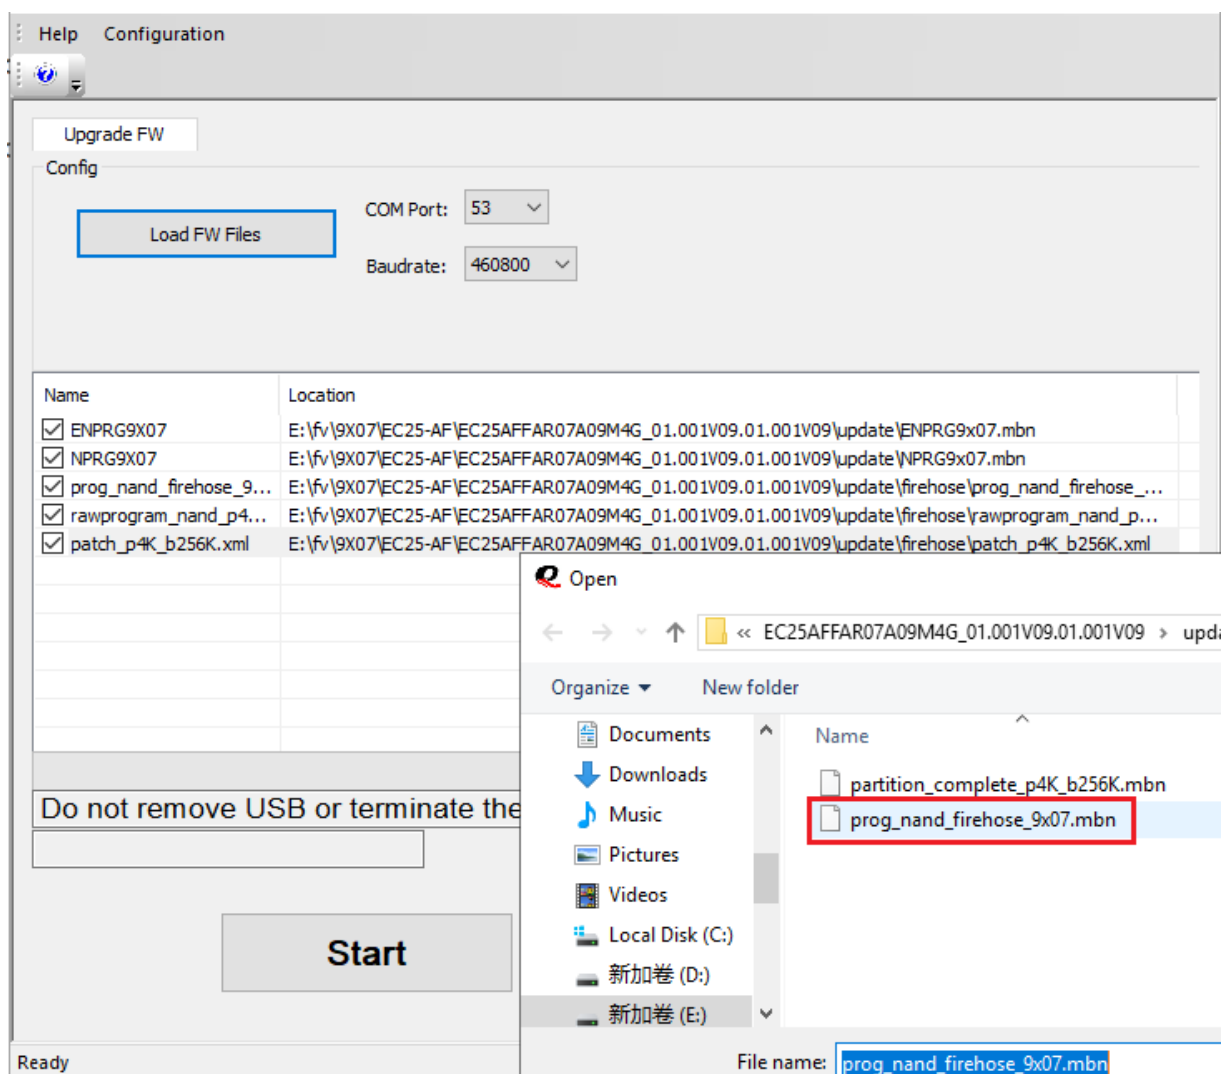 Help Configuration
Upgrade FW
Config
COM Port: 53
Load FW Files
Baudrate: 460800
Name Location
ENPRG9X07 E:\fv\9X07\EC25-AF\EC25AFFAR07A09M4G_01.001V09.01.001V09\update\ENPRG9x07.mbn
NPRG9X07 E:\fv\9X07\EC25-AF\EC25AFFAR07A09M4G_01.001V09.01.001V09\update\NPRG9x07.mbn
prog_nand_firehose_9... E:\fv\9X07\EC25-AF\EC25AFFAR07A09M4G_01.001V09.01.001V09\update\firehose\prog_nand_firehose_...
rawprogram_nand_p4... E:\fv\9X07\EC25-AF\EC25AFFAR07A09M4G_01.001V09.01.001V09\update\firehose\rawprogram_nand_p...
patch_p4K_b256K.xml E:\fv\9X07\EC25-AF\EC25AFFAR07A09M4G_01.001V09.01.001V09\update\firehose\patch_p4K_b256K.xml
Do not remove USB or terminate the
Start
Ready
Open
« EC25AFFAR07A09M4G_01.001V09.01.001V09 › upda
Organize New folder
Documents
Downloads
Music
Pictures
Videos
Local Disk (C:)
新加卷 (D:)
新加卷 (E:)
Name
partition_complete_p4K_b256K.mbn
prog_nand_firehose_9x07.mbn
File name: prog_nand_firehose_9x07.mbn